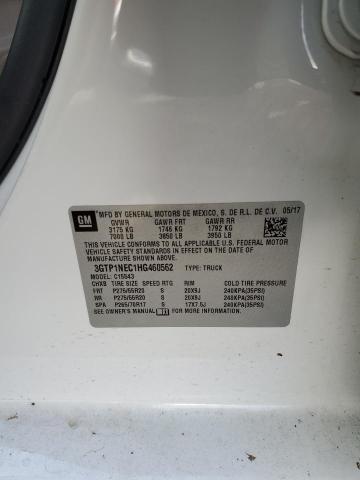 GM
MFD BY GENERAL MOTORS DE MEXICO, S. DE R.L. DE C.V. 05/17
GVWR GAWR FRT GAWR RR
3175 KG 1746 KG 1792 KG
7000 LB 3850 LB 3950 LB
THIS VEHICLE CONFORMS TO ALL APPLICABLE U.S. FEDERAL MOTOR
VEHICLE SAFETY STANDARDS IN EFFECT ON THE DATE OF
MANUFACTURE SHOWN ABOVE.
3GTP1NEC1HG460562 TYPE: TRUCK
MODEL: C15543
CHXB TIRE SIZE SPEED RTG RIM COLD TIRE PRESSURE
FRT P275/55R20 S 20X9J 240KPA(35PSI)
RR P275/55R20 S 20X9J 240KPA(35PSI)
SPA P265/70R17 S 17X7.5J 240KPA(35PSI)
SEE OWNER'S MANUAL